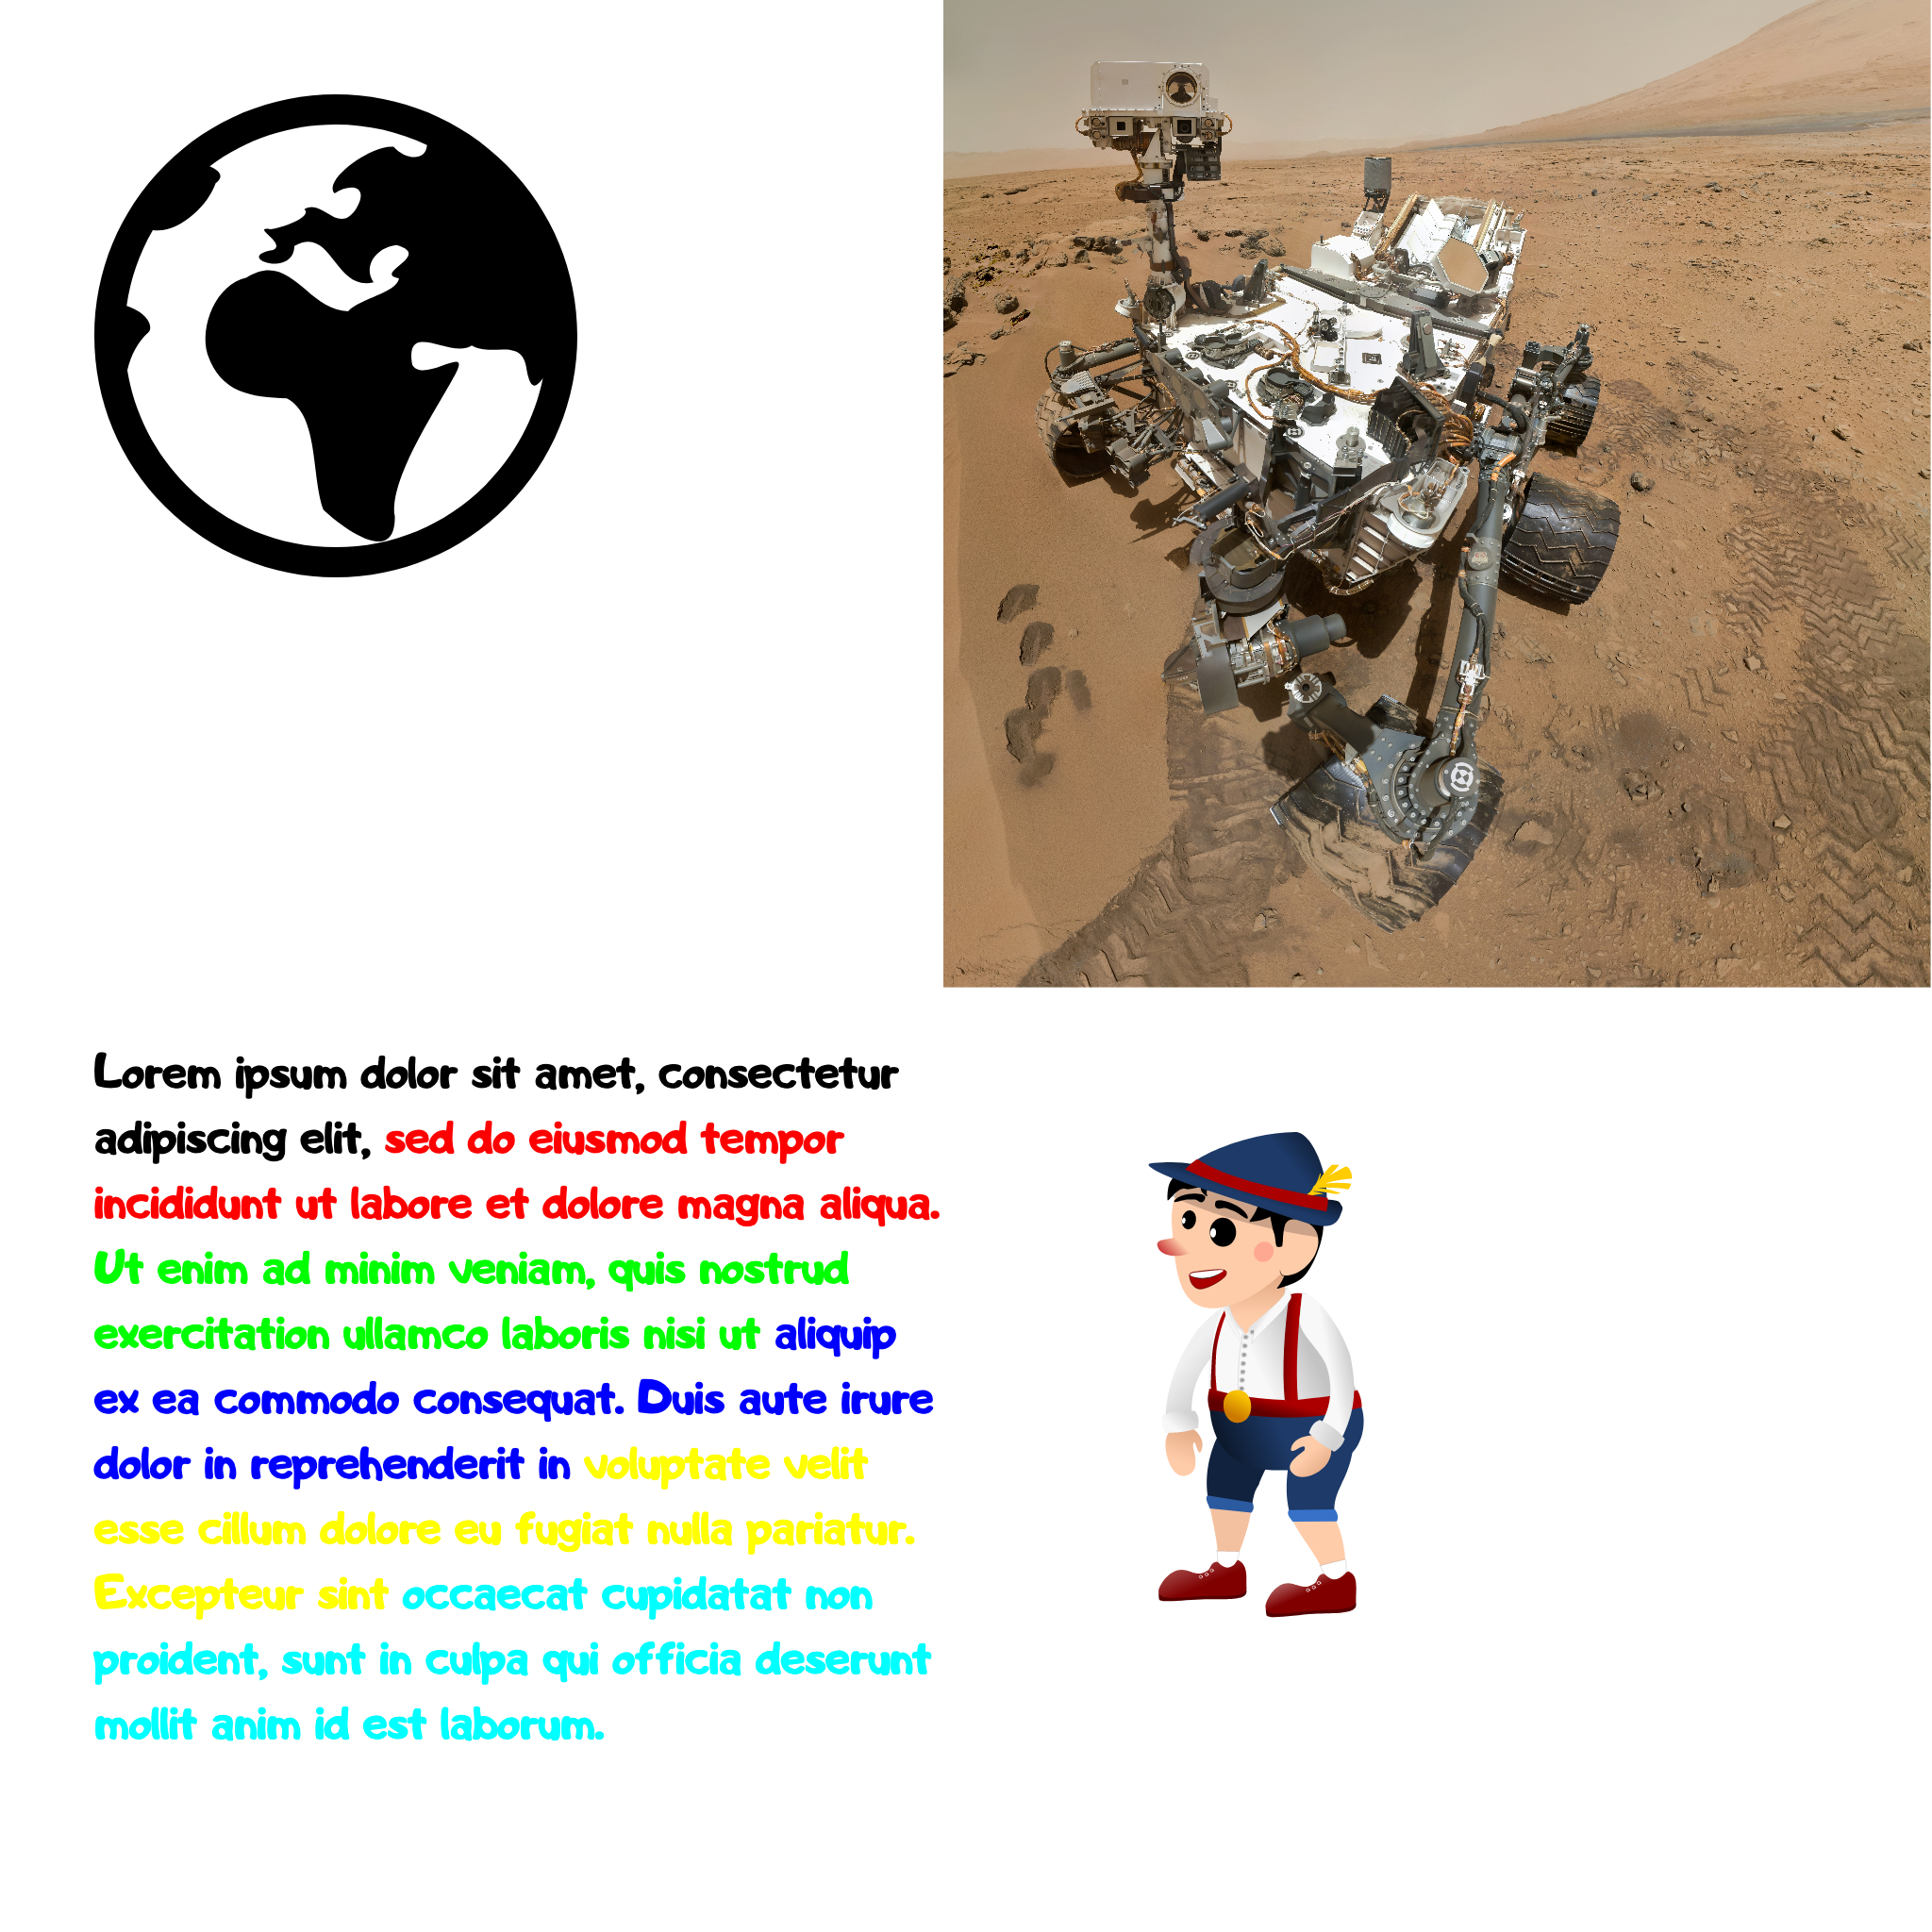 Lorem ipsum dolor sit amet, consectetur
adipiscing elit, sed do eiusmod tempor
incididunt ut labore et dolore magna aliqua.
Ut enim ad minim veniam, quis nostrud
exercitation ullamco laboris nisi ut aliquip
ex ea commodo consequat. Duis aute irure
dolor in reprehenderit in voluptate velit
esse cillum dolore eu fugiat nulla pariatur.
Excepteur sint occaecat cupidatat non
proident, sunt in culpa qui officia deserunt
mollit anim id est laborum.